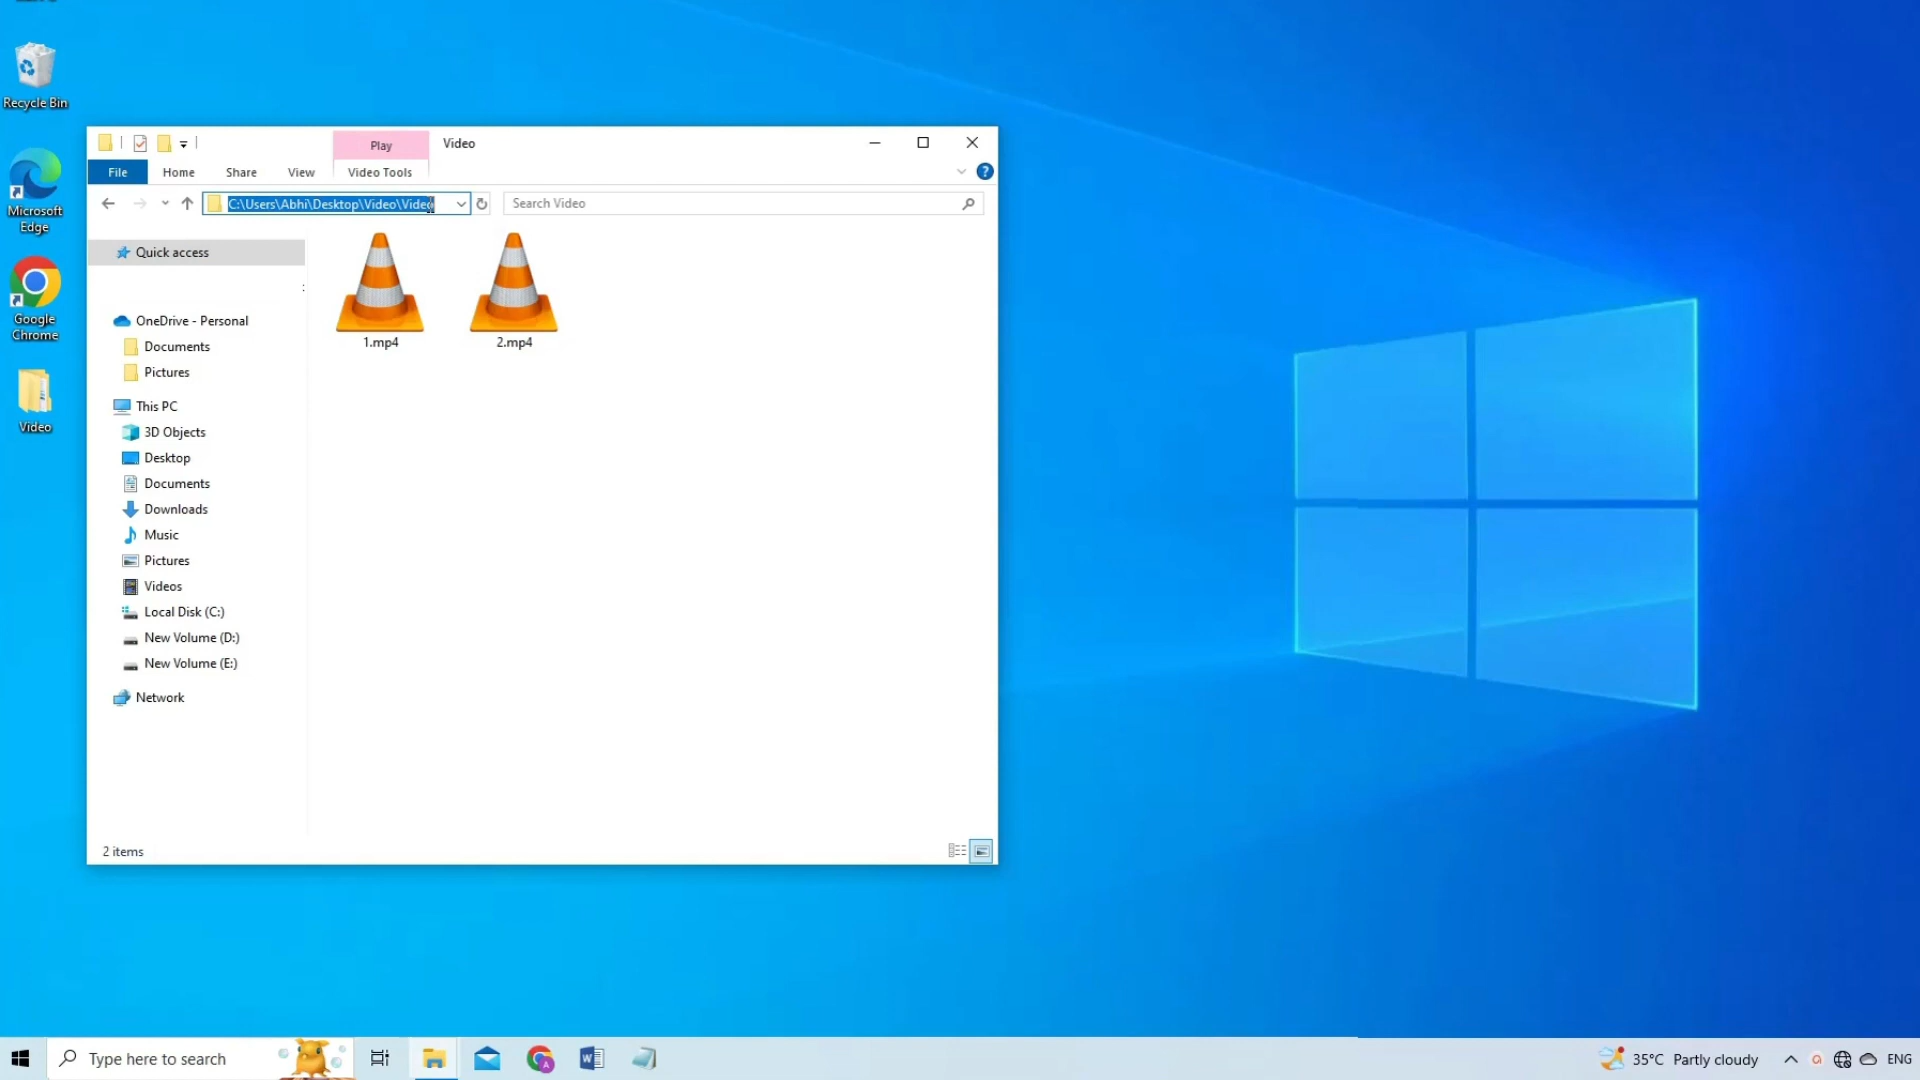 Recycle Bin
Microsoft
Edge
Google
Chrome
Video
Play
Video
File
Home
Share
View
Video Tools
C:\Users\Abhi\Desktop\Video\Video
Search Video
Quick access
OneDrive - Personal
Documents
Pictures
This PC
3D Objects
Desktop
Documents
Downloads
Music
Pictures
Videos
Local Disk (C:)
New Volume (D:)
New Volume (E:)
Network
1.mp4
2.mp4
2 items
Type here to search
35°C Partly cloudy
ENG